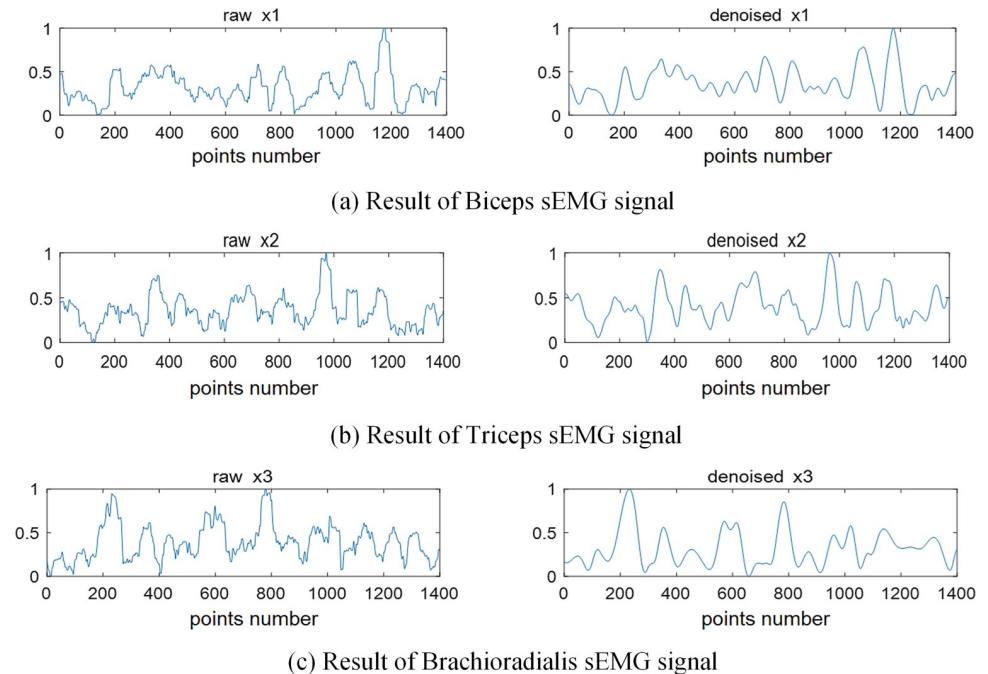 raw x1 denoised x1
1 1
0.5 0.5
0 0
0 200 400 600 800 1000 1200 1400 0 200 400 600 800 1000 1200 1400
points number points number
(a) Result of Biceps sEMG signal
raw x2 denoised x2
1 1
0.5 0.5
0 0
0 200 400 600 800 1000 1200 1400 0 200 400 600 800 1000 1200 1400
points number points number
(b) Result of Triceps sEMG signal
raw x3 denoised x3
1 1
0.5 0.5
0 0
0 200 400 600 800 1000 1200 1400 0 200 400 600 800 1000 1200 1400
points number points number
(c) Result of Brachioradialis sEMG signal